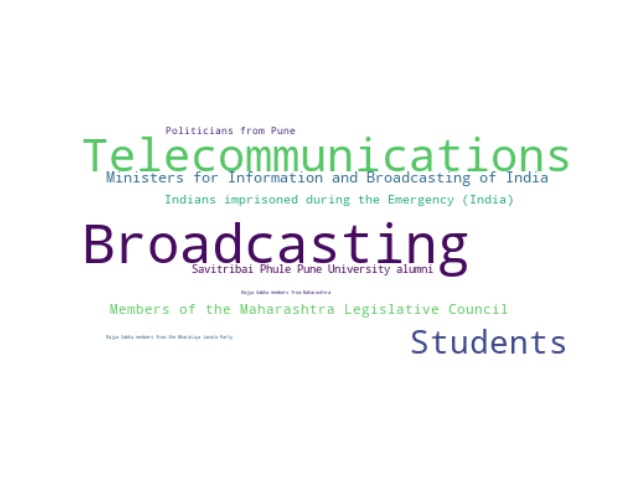 Politicians from Pune
Telecommunications
Ministers for Information and Broadcasting of India
Indians imprisoned during the Emergency (India)
Broadcasting
Savitribai Phule Pune University alumni
Rajya Sabha members from Maharashtra
Members of the Maharashtra Legislative Council
Rajya Sabha members from the Bharatiya Janata Party
Students